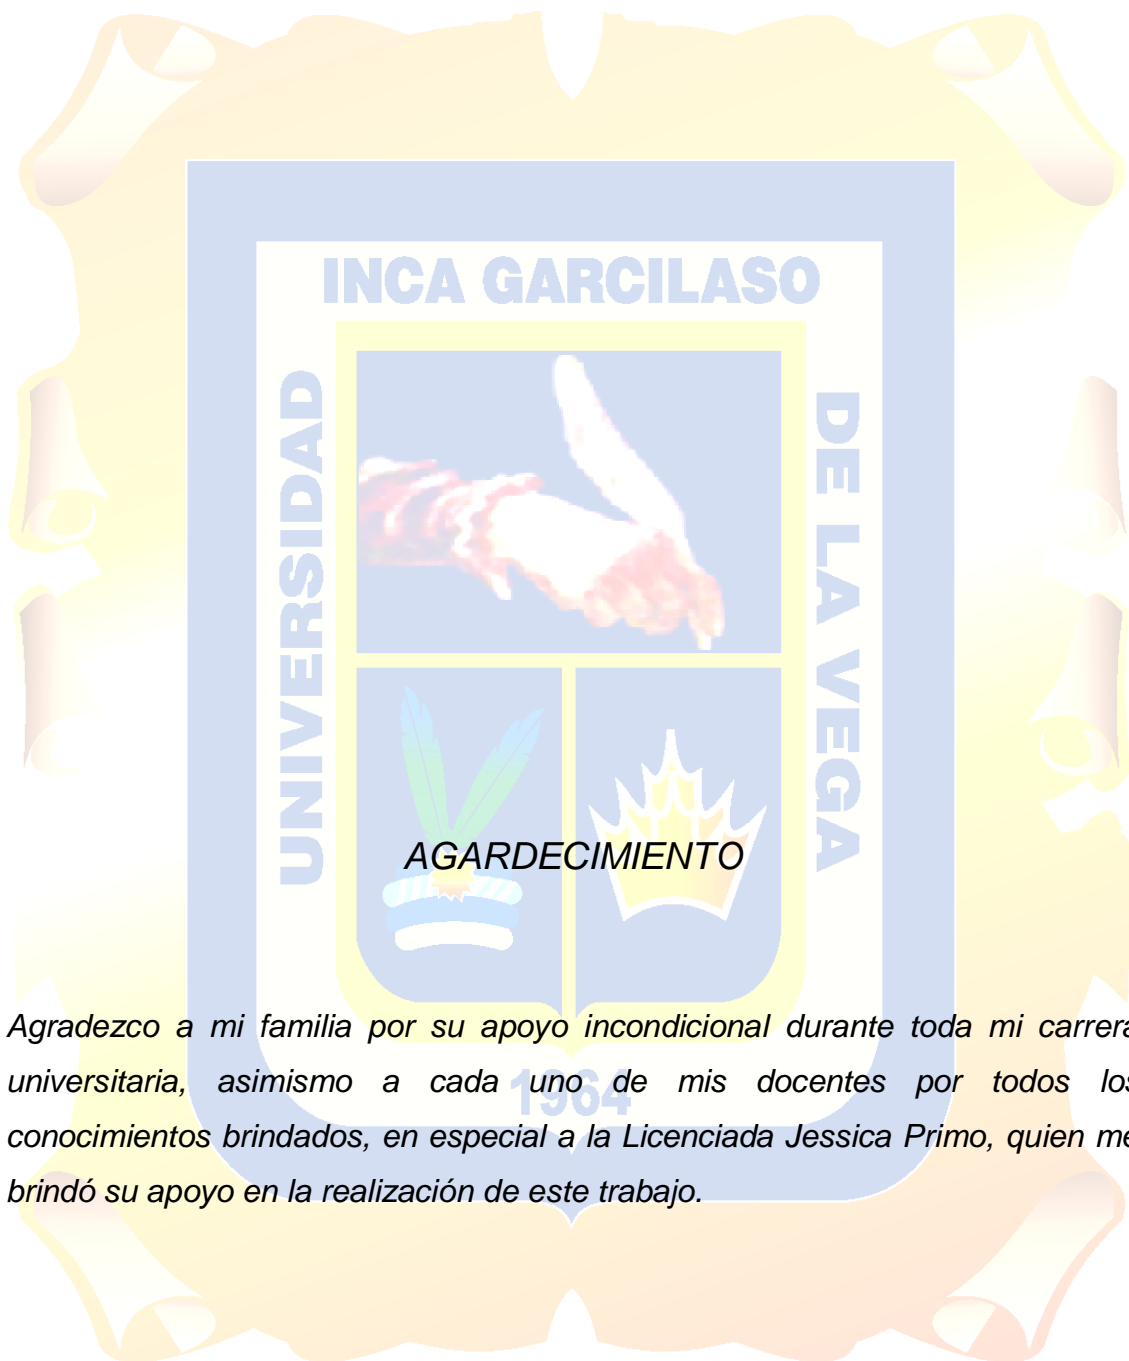 INCA GARCILASO
UNIVERSIDAD
DE LA VEGA
AGARDECIMIENTO
Agradezco a mi familia por su apoyo incondicional durante toda mi carrera
universitaria, asimismo a cada uno de mis docentes por todos los
1964
conocimientos brindados, en especial a la Licenciada Jessica Primo, quien me
brindó su apoyo en la realización de este trabajo.